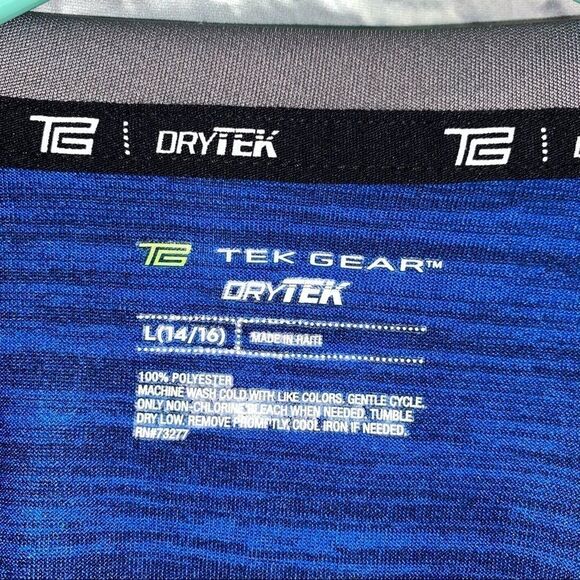 TG DRYTEK TG D
TG TEK GEAR™
DRYTEK
L(14/16) MADE IN HAITI
100% POLYESTER
MACHINE WASH COLD WITH LIKE COLORS. GENTLE CYCLE.
ONLY NON-CHLORINE BLEACH WHEN NEEDED. TUMBLE
DRY LOW. REMOVE PROMPTLY, COOL IRON IF NEEDED.
RN#73277